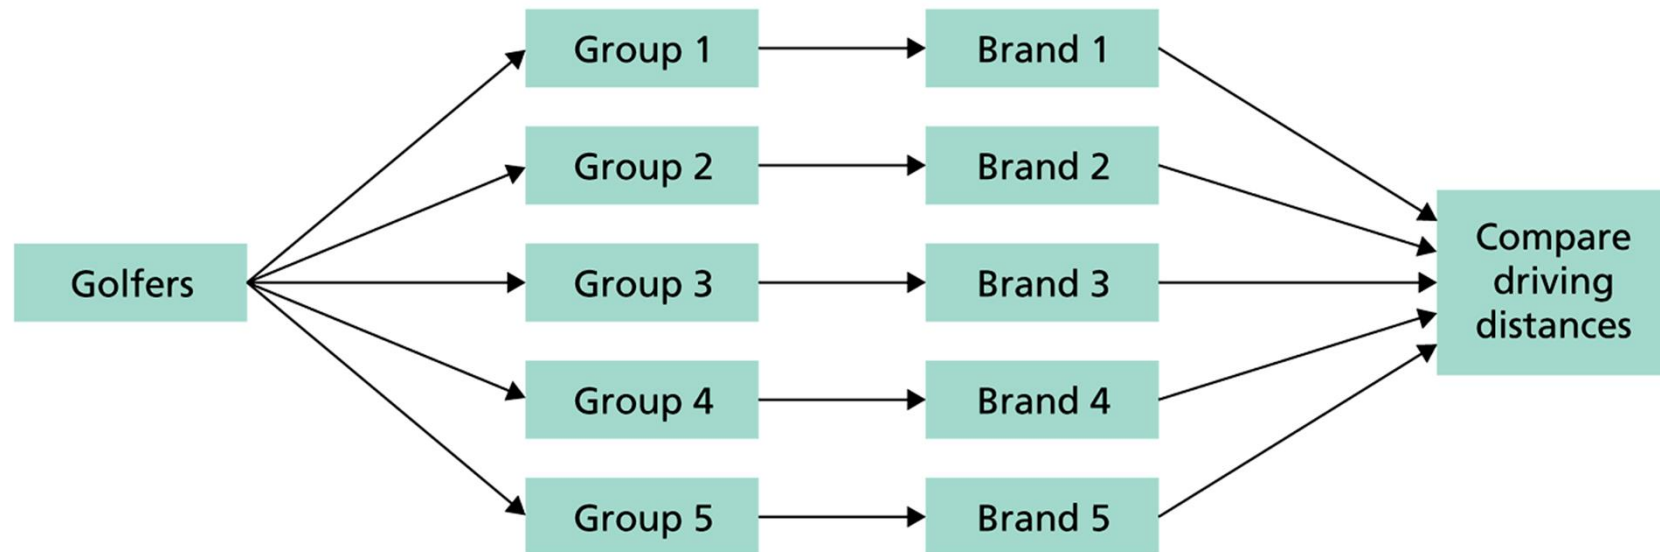 Golfers
Group 1
Brand 1
Group 2
Brand 2
Group 3
Brand 3
Group 4
Brand 4
Group 5
Brand 5
Compare
driving
distances